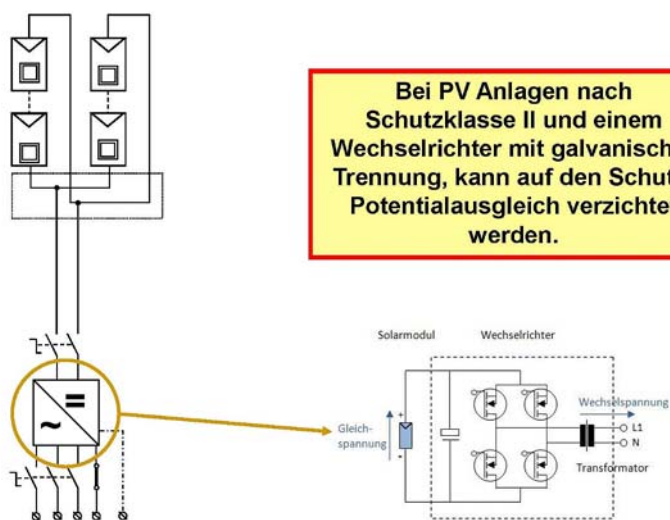 Bei PV Anlagen nach
Schutzklasse II und einem
Wechselrichter mit galvanisch
Trennung, kann auf den Schut
Potentialausgleich verzichte
werden.
Solarmodul Wechselrichter
Wechselspannung
Gleich-
spannung
+
-
L1
N
Transformator